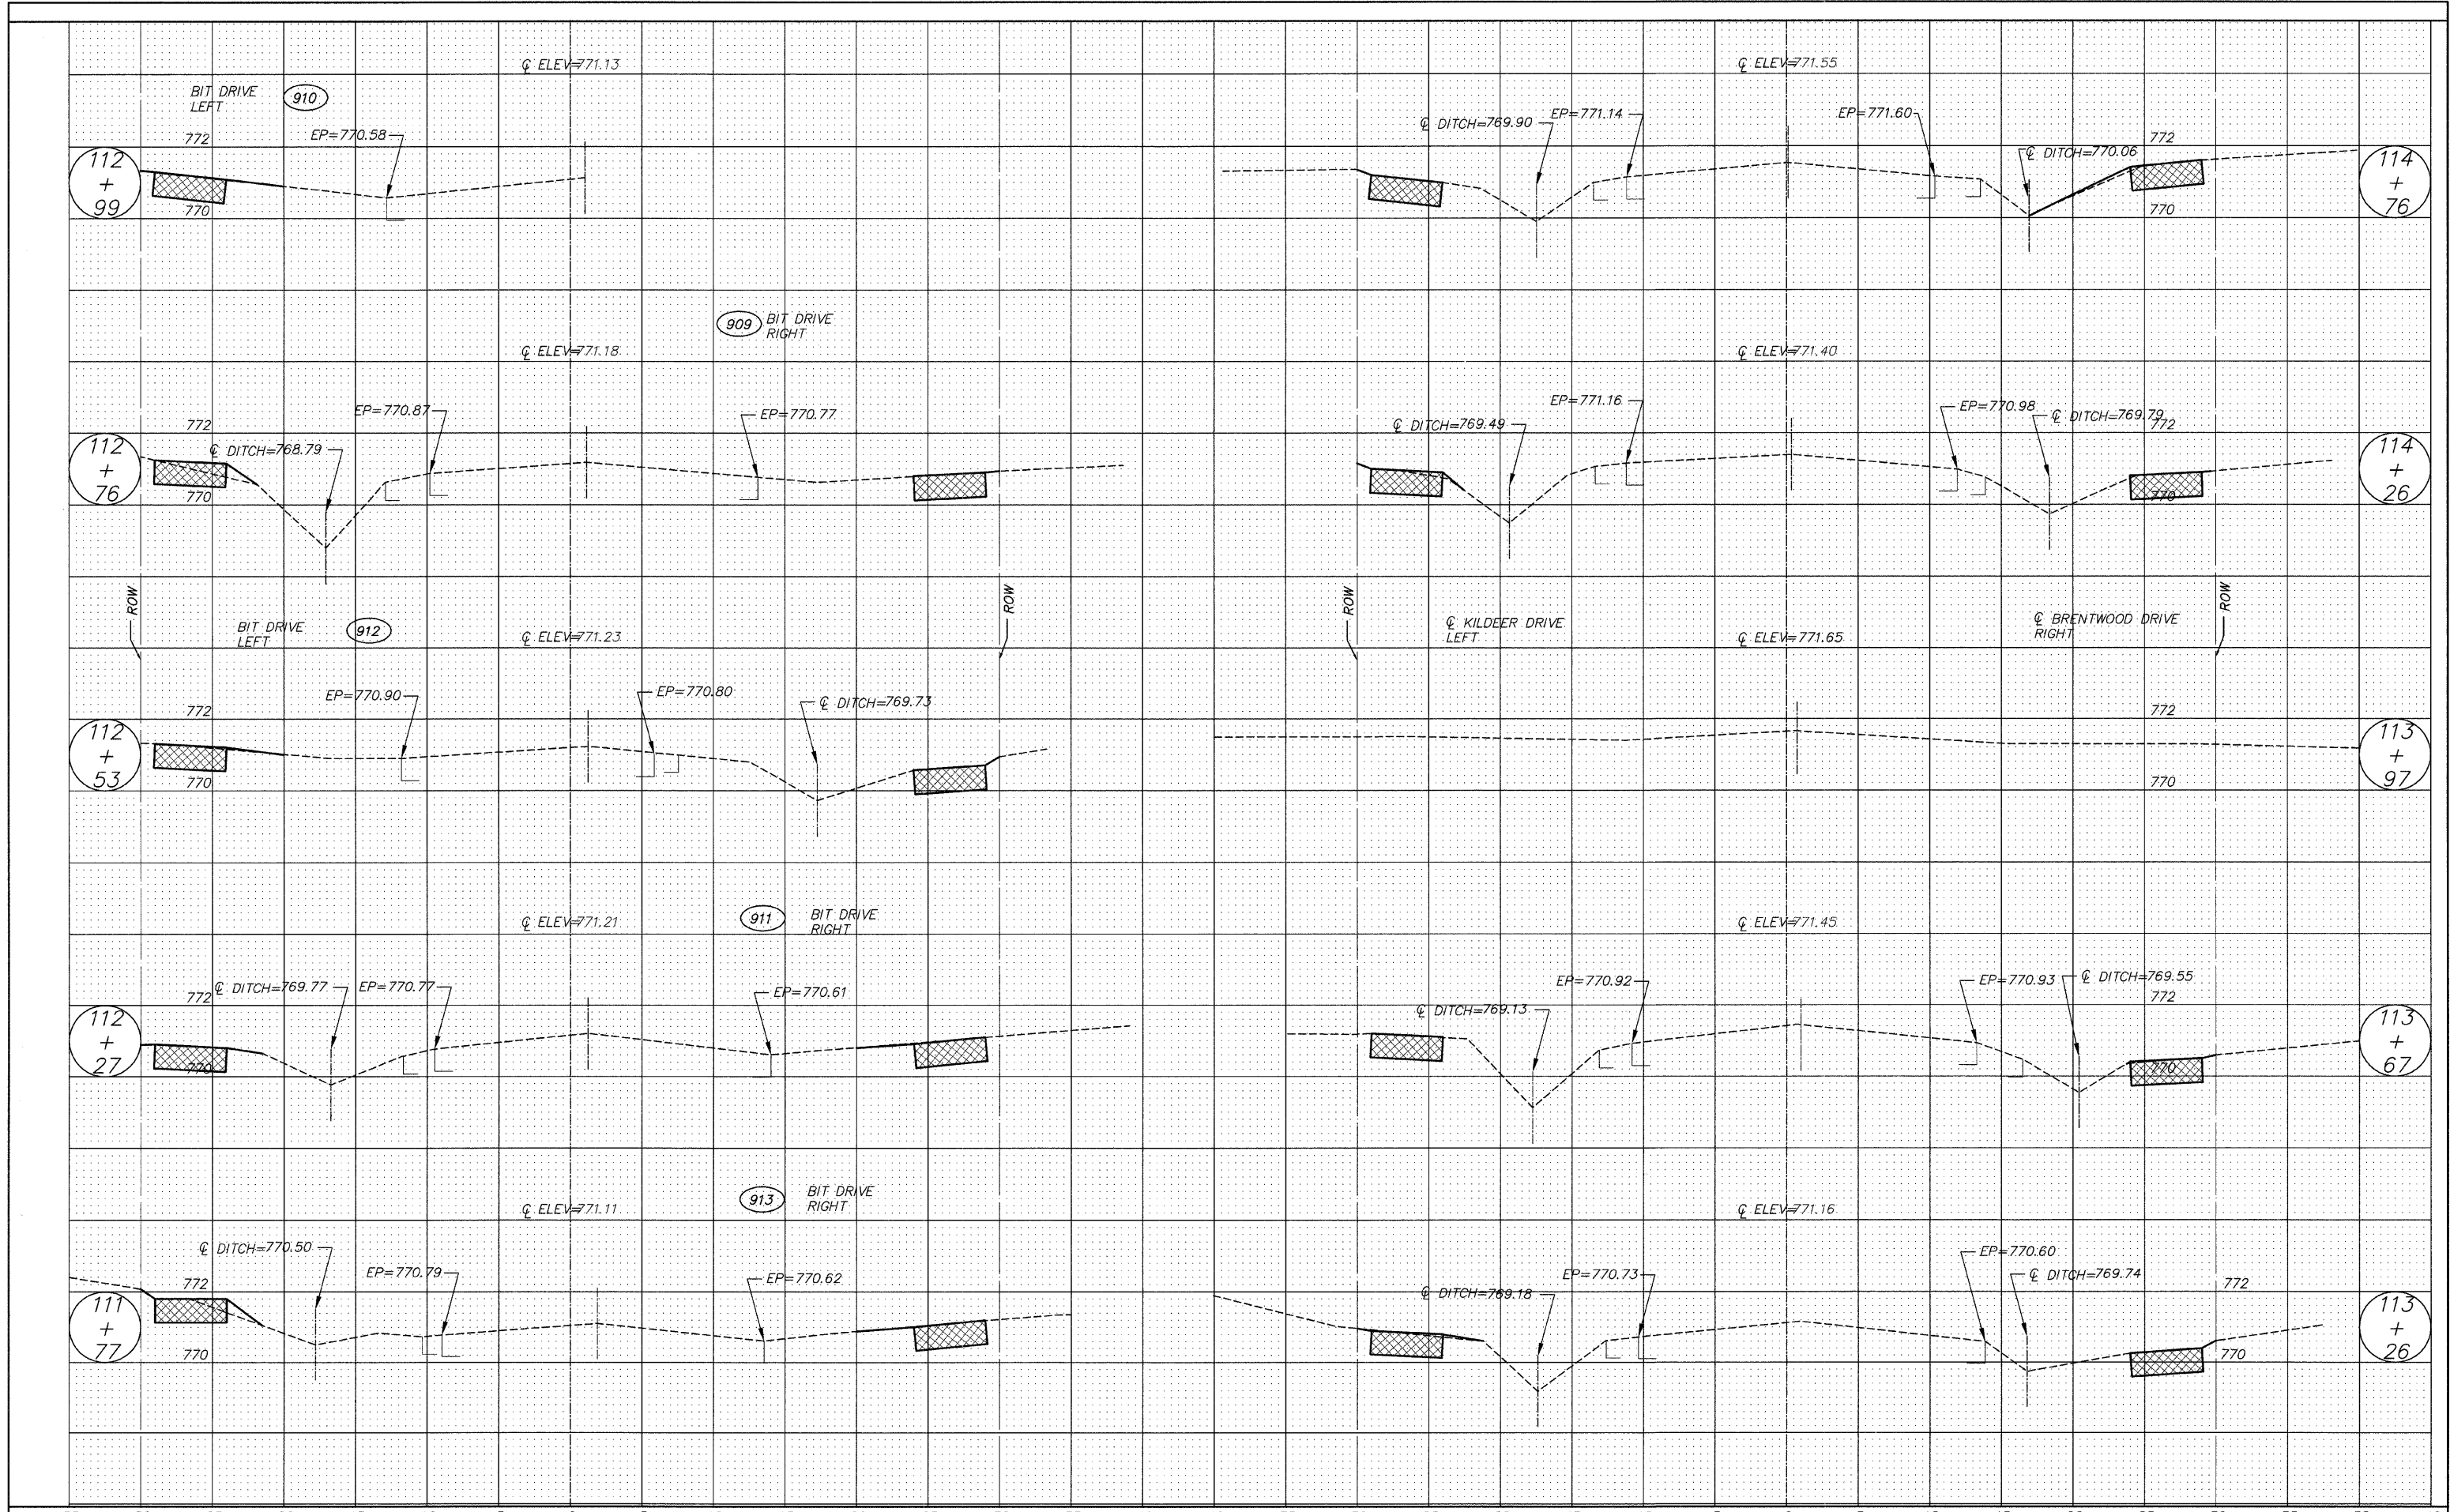 ℄ ELEV=771.13
BIT DRIVE
LEFT
910
EP=770.58
772
112
+
99
770
909
BIT DRIVE
RIGHT
℄ ELEV=771.18
EP=770.87
EP=770.77
772
℄ DITCH=768.79
112
+
76
770
ROW
ROW
BIT DRIVE
LEFT
912
℄ ELEV=771.23
EP=770.90
EP=770.80
℄ DITCH=769.73
772
112
+
53
770
911
BIT DRIVE
RIGHT
℄ ELEV=771.21
℄ DITCH=769.77
EP=770.77
EP=770.61
772
112
+
27
770
913
BIT DRIVE
RIGHT
℄ ELEV=771.11
℄ DITCH=770.50
EP=770.79
EP=770.62
772
111
+
77
770
℄ ELEV=771.55
℄ DITCH=769.90
EP=771.14
EP=771.60
772
℄ DITCH=770.06
114
+
76
770
℄ ELEV=771.40
EP=771.16
℄ DITCH=769.49
EP=770.98
℄ DITCH=769.79
772
114
+
26
770
ROW
ROW
℄ KILDEER DRIVE
LEFT
℄ ELEV=771.65
℄ BRENTWOOD DRIVE
RIGHT
772
113
+
97
770
℄ ELEV=771.45
EP=770.92
℄ DITCH=769.13
EP=770.93
℄ DITCH=769.55
772
113
+
67
770
℄ ELEV=771.16
EP=770.73
℄ DITCH=769.18
EP=770.60
℄ DITCH=769.74
772
113
+
26
770